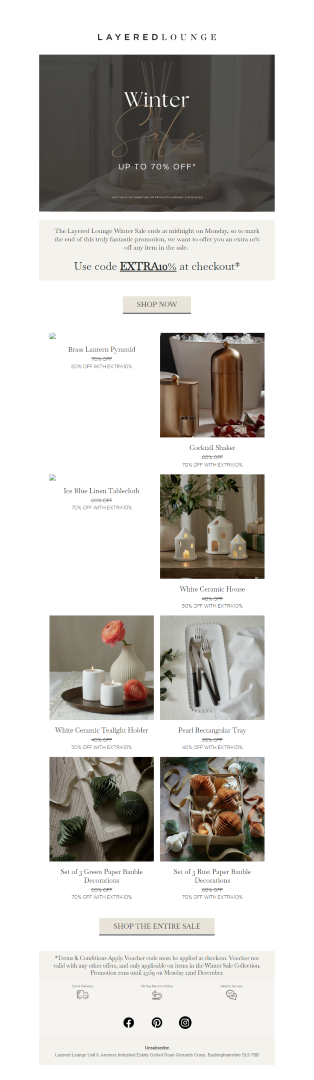 LAYEREDLOUNGE
Winter
Sale
UP TO 70% OFF*
The Layered Lounge Winter Sale ends at midnight on Monday, so to mark
the end of this truly fantastic promotion, we want to offer you an extra 10%
off any item in the sale.
Use code EXTRA10% at checkout*
SHOP NOW
Brass Lantern Pyramid
70% OFF
80% OFF WITH EXTRA10%
Cocktail Shaker
60% OFF
70% OFF WITH EXTRA10%
Ice Blue Linen Tablecloth
60% OFF
70% OFF WITH EXTRA10%
White Ceramic House
40% OFF
50% OFF WITH EXTRA10%
White Ceramic Tealight Holder
40% OFF
50% OFF WITH EXTRA10%
Pearl Rectangular Tray
30% OFF
40% OFF WITH EXTRA10%
Set of 3 Green Paper Bauble
Decorations
60% OFF
70% OFF WITH EXTRA10%
Set of 3 Rust Paper Bauble
Decorations
60% OFF
70% OFF WITH EXTRA10%
SHOP THE ENTIRE SALE
*Terms & Conditions Apply. Voucher code must be applied at checkout. Voucher not
valid with any other offers, and only applicable on items in the Winter Sale Collection.
Promotion runs until 23:59 on Monday 22nd December.
Quick Delivery
Returns Policy
Helpful Service
Unsubscribe
Layered Lounge Unit 8, Industrial Estate Oxford Road Gerrards Cross, Buckinghamshire SL9 7BB